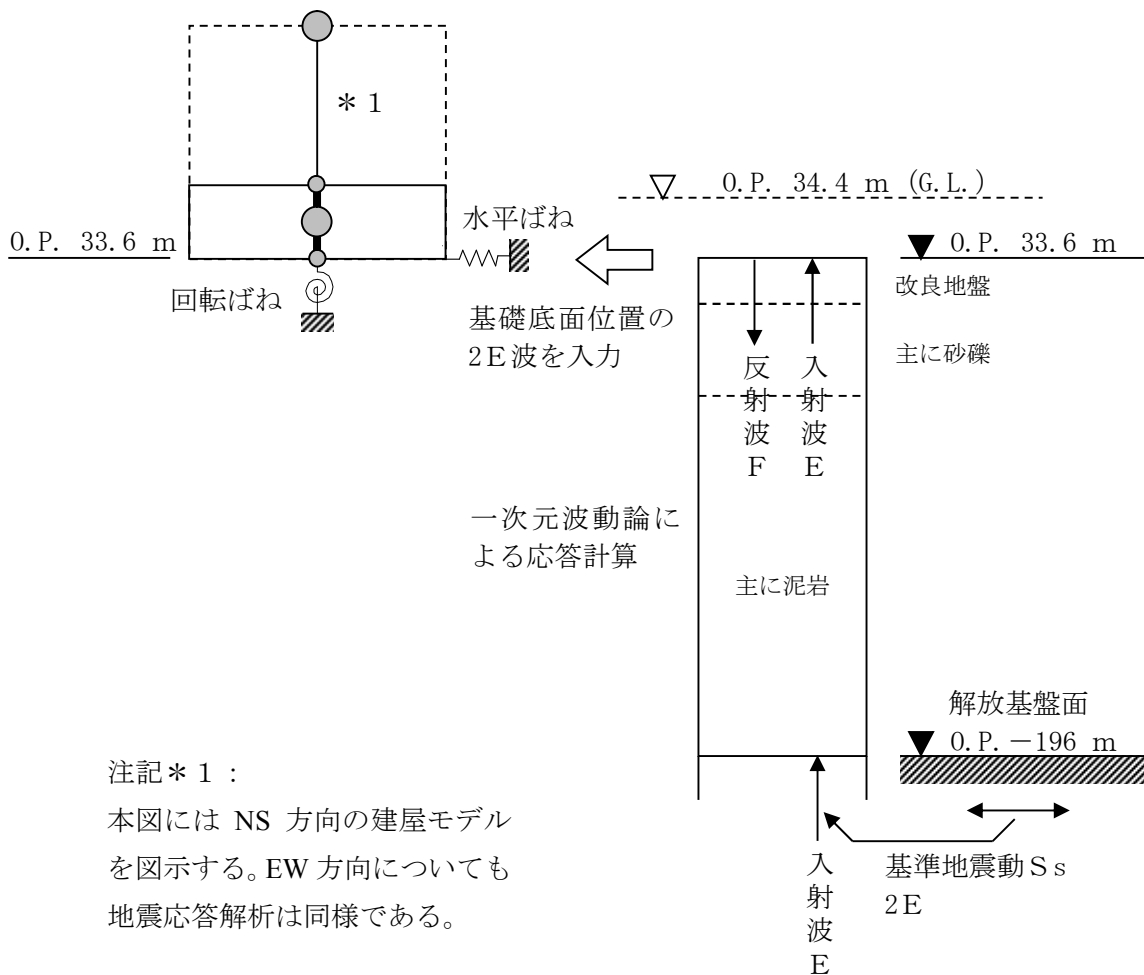 ＊1
O.P. 34.4 m (G.L.)
水平ばね
O.P. 33.6 m
O.P. 33.6 m
回転ばね
改良地盤
基礎底面位置の
2E波を入力
主に砂礫
反射波F
入射波E
一次元波動論に
よる応答計算
主に泥岩
解放基盤面
O.P.－196 m
注記＊1：
本図には NS 方向の建屋モデル
を図示する。EW 方向についても
地震応答解析は同様である。
入射波E
基準地震動Ss
2E